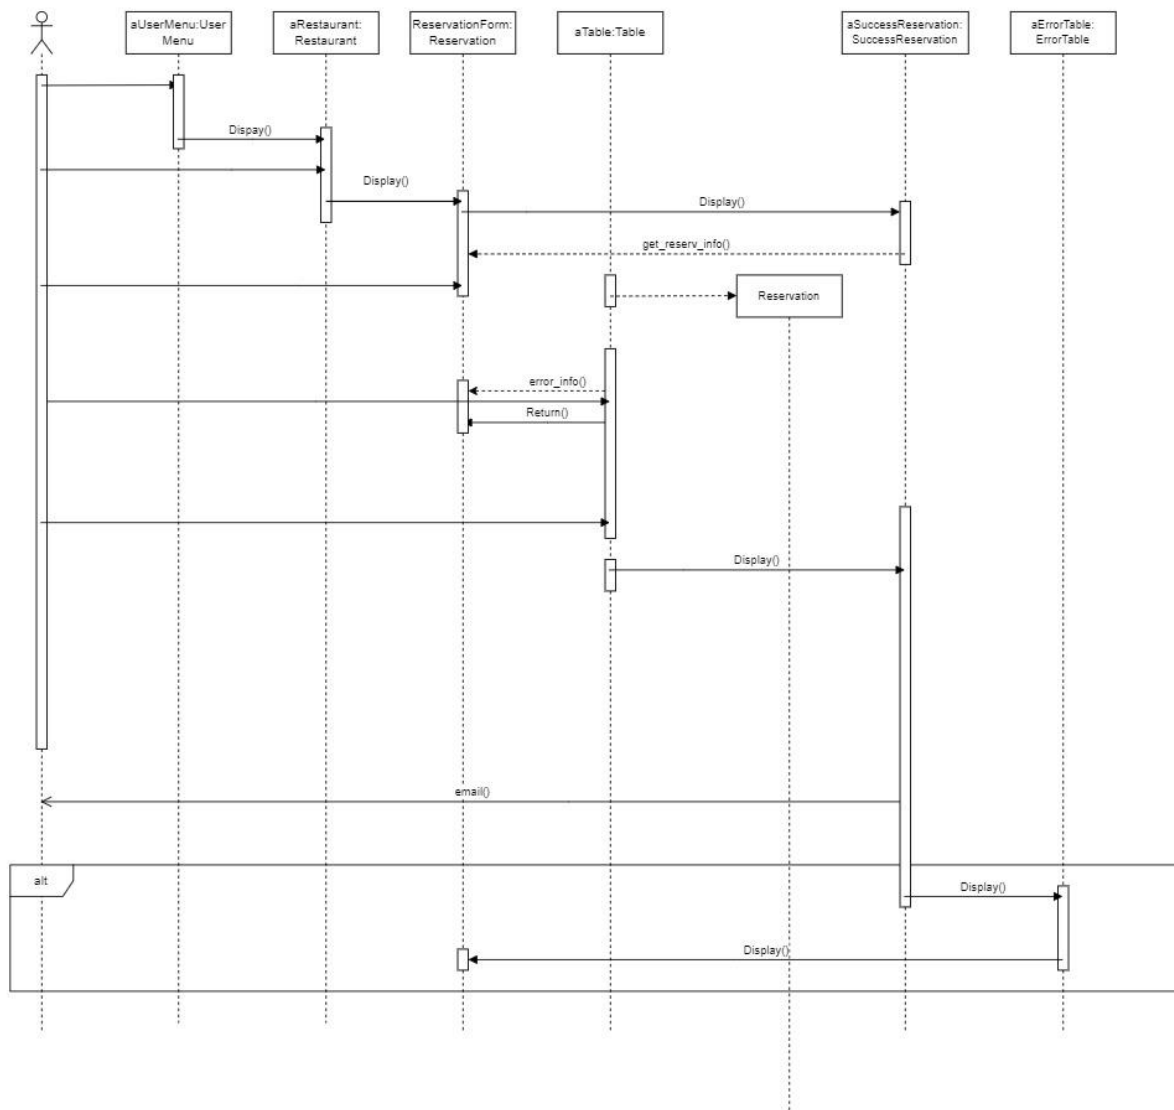 aUserMenu:User
Menu
aRestaurant:
Restaurant
ReservationForm:
Reservation
aTable:Table
aSuccessReservation:
SuccessReservation
aErrorTable:
ErrorTable
Dispay()
Display()
Display()
get_reserv_info()
Reservation
error_info()
Return()
Display()
email()
alt
Display()
Display()